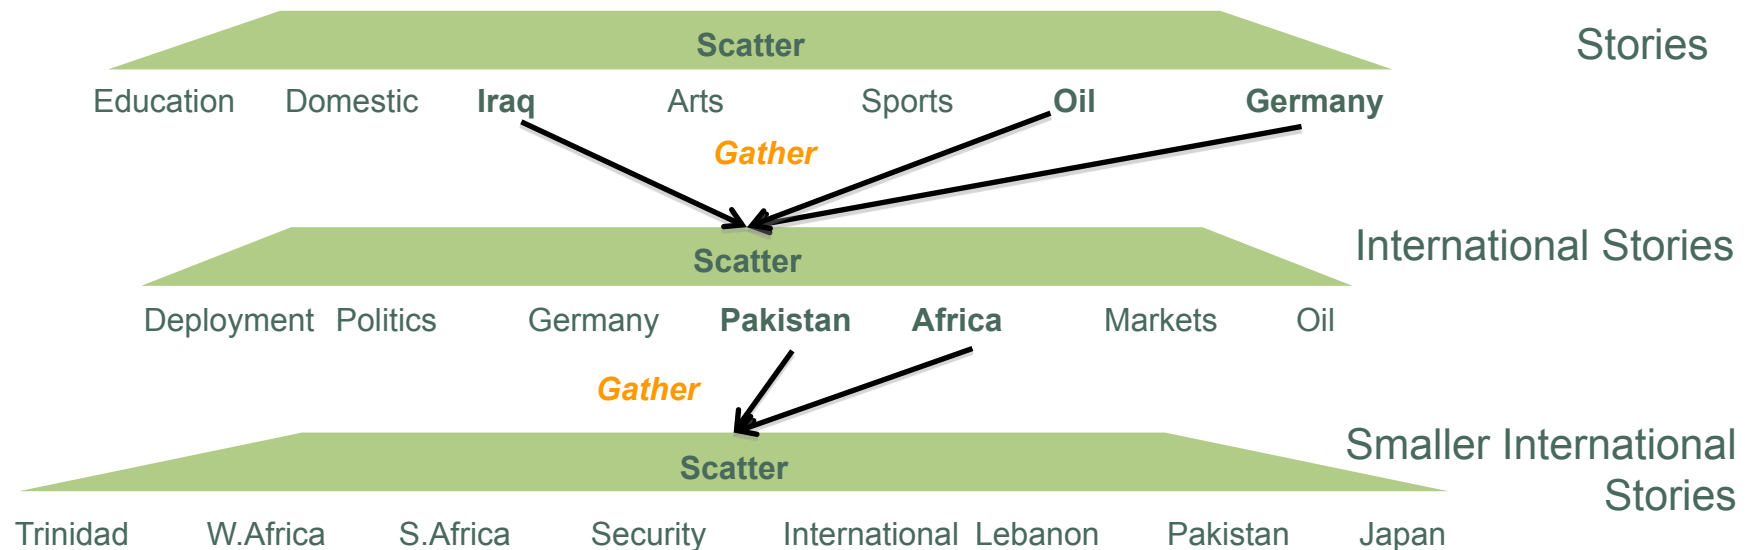 Scatter
Stories
Education Domestic Iraq Arts Sports Oil Germany
Gather
International Stories
Scatter
Deployment Politics Germany Pakistan Africa Markets Oil
Gather
Smaller International
Stories
Scatter
Trinidad W.Africa S.Africa Security International Lebanon Pakistan Japan